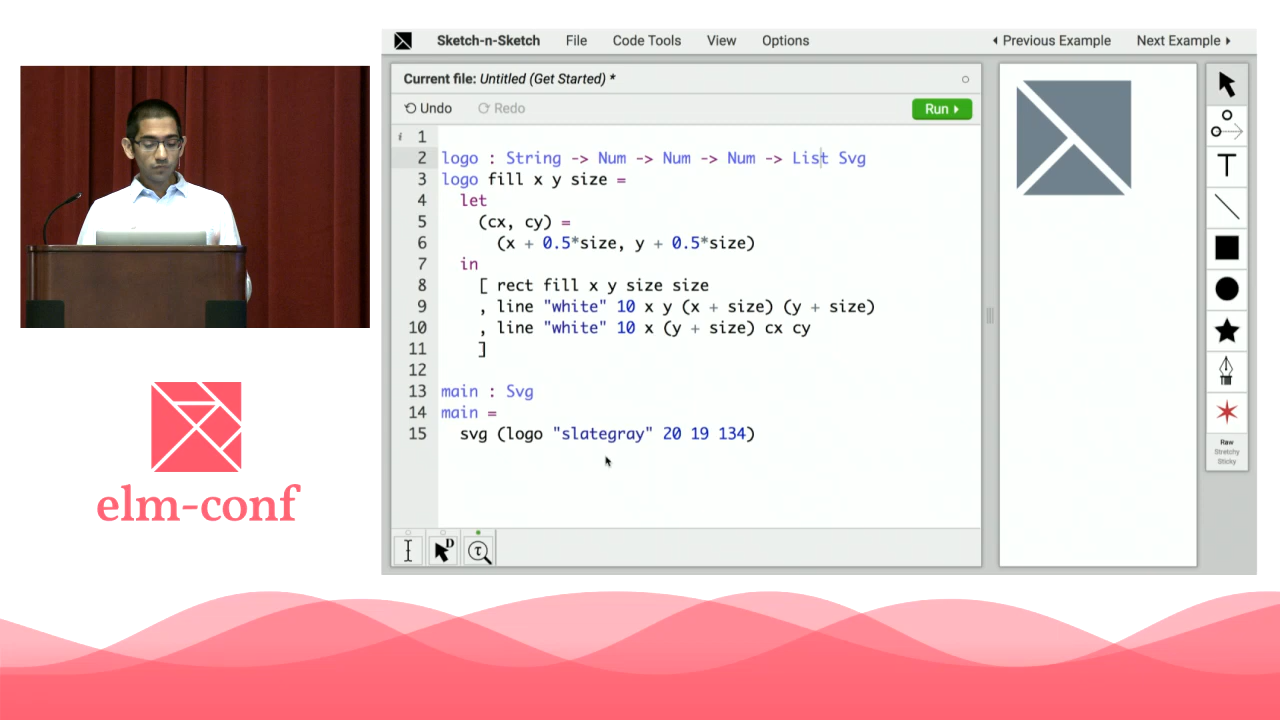 Sketch-n-Sketch File Code Tools View Options Previous Example Next Example
Current file: Untitled (Get Started) *
Undo Redo Run
i 1
2 logo : String -> Num -> Num -> Num -> List Svg
3 logo fill x y size =
4 let
5 (cx, cy) =
6 (x + 0.5*size, y + 0.5*size)
7 in
8 [ rect fill x y size size
9 , line "white" 10 x y (x + size) (y + size)
10 , line "white" 10 x (y + size) cx cy
11 ]
12
13 main : Svg
14 main =
15 svg (logo "slategray" 20 19 134)
D
τ
T
Raw
Stretchy
Sticky
elm-conf